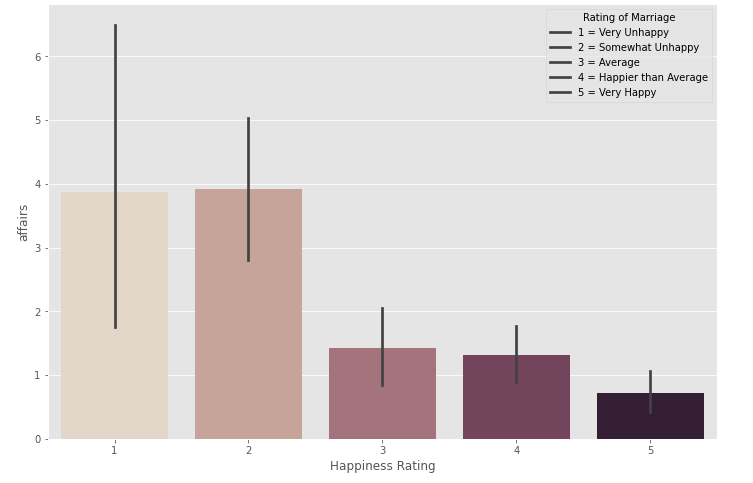 Rating of Marriage
1 = Very Unhappy
2 = Somewhat Unhappy
3 = Average
4 = Happier than Average
5 = Very Happy
6
5
4
3
2
1
0
affairs
1 2 3 4 5
Happiness Rating